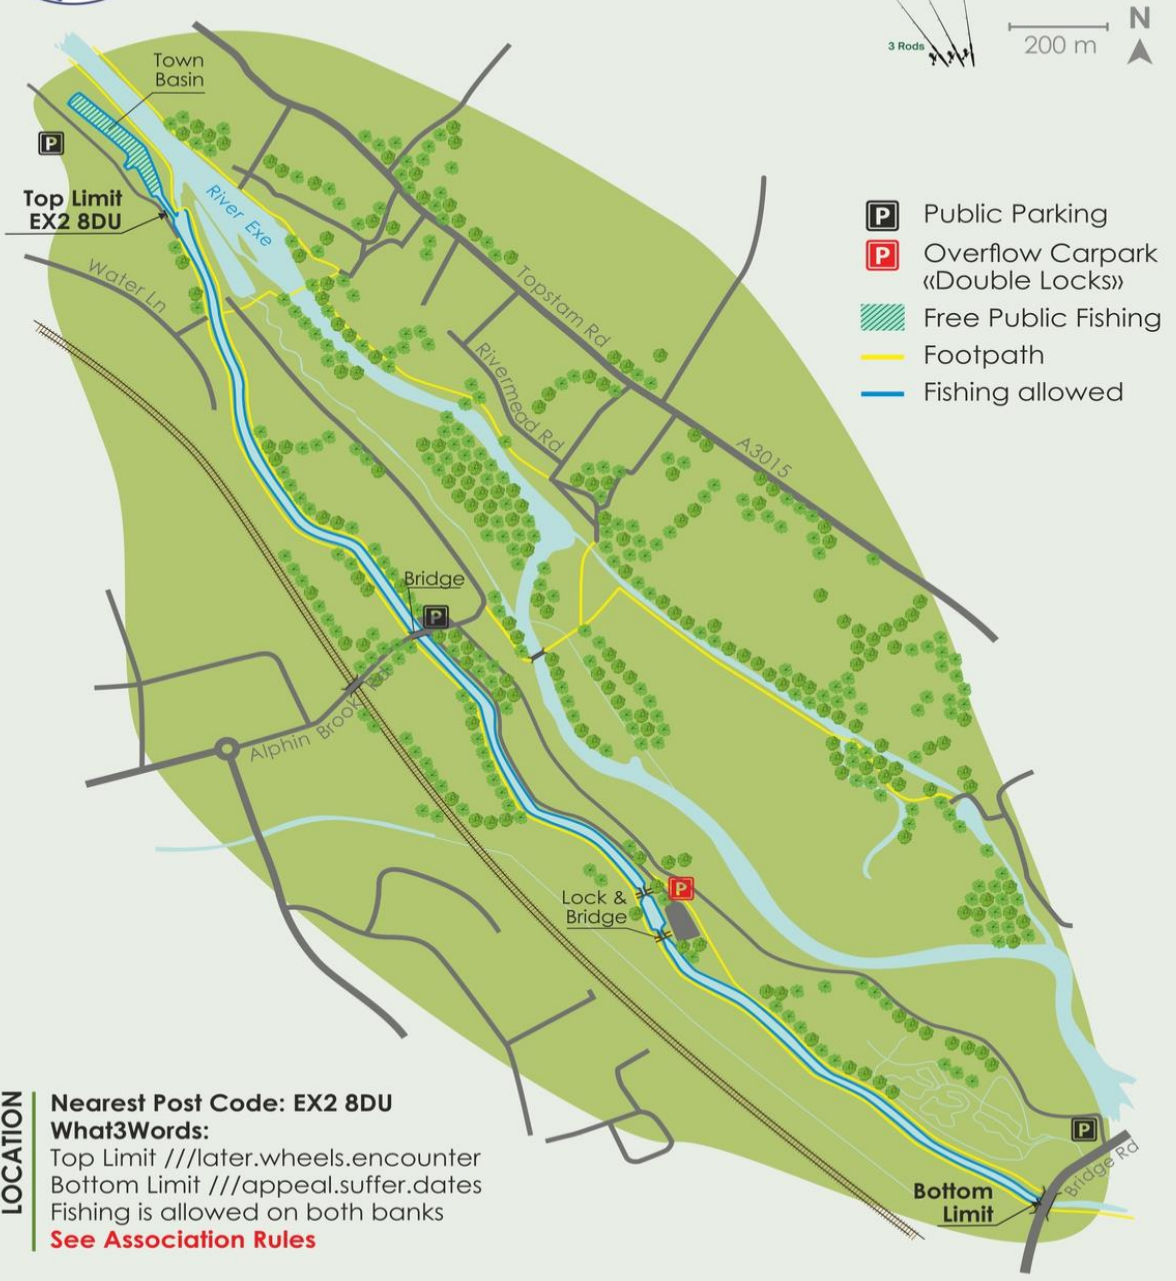 3 Rods
200 m
N
Town
Basin
P
Top Limit
EX2 8DU
River Exe
Water Ln
Topstam Rd
Rivermead Rd
A3015
P Public Parking
P Overflow Carpark
«Double Locks»
Free Public Fishing
Footpath
Fishing allowed
Bridge
P
Alphin Brook Rd
Lock &
Bridge
P
P
Bridge Rd
Bottom
Limit
LOCATION
Nearest Post Code: EX2 8DU
What3Words:
Top Limit ///later.wheels.encounter
Bottom Limit ///appeal.suffer.dates
Fishing is allowed on both banks
See Association Rules